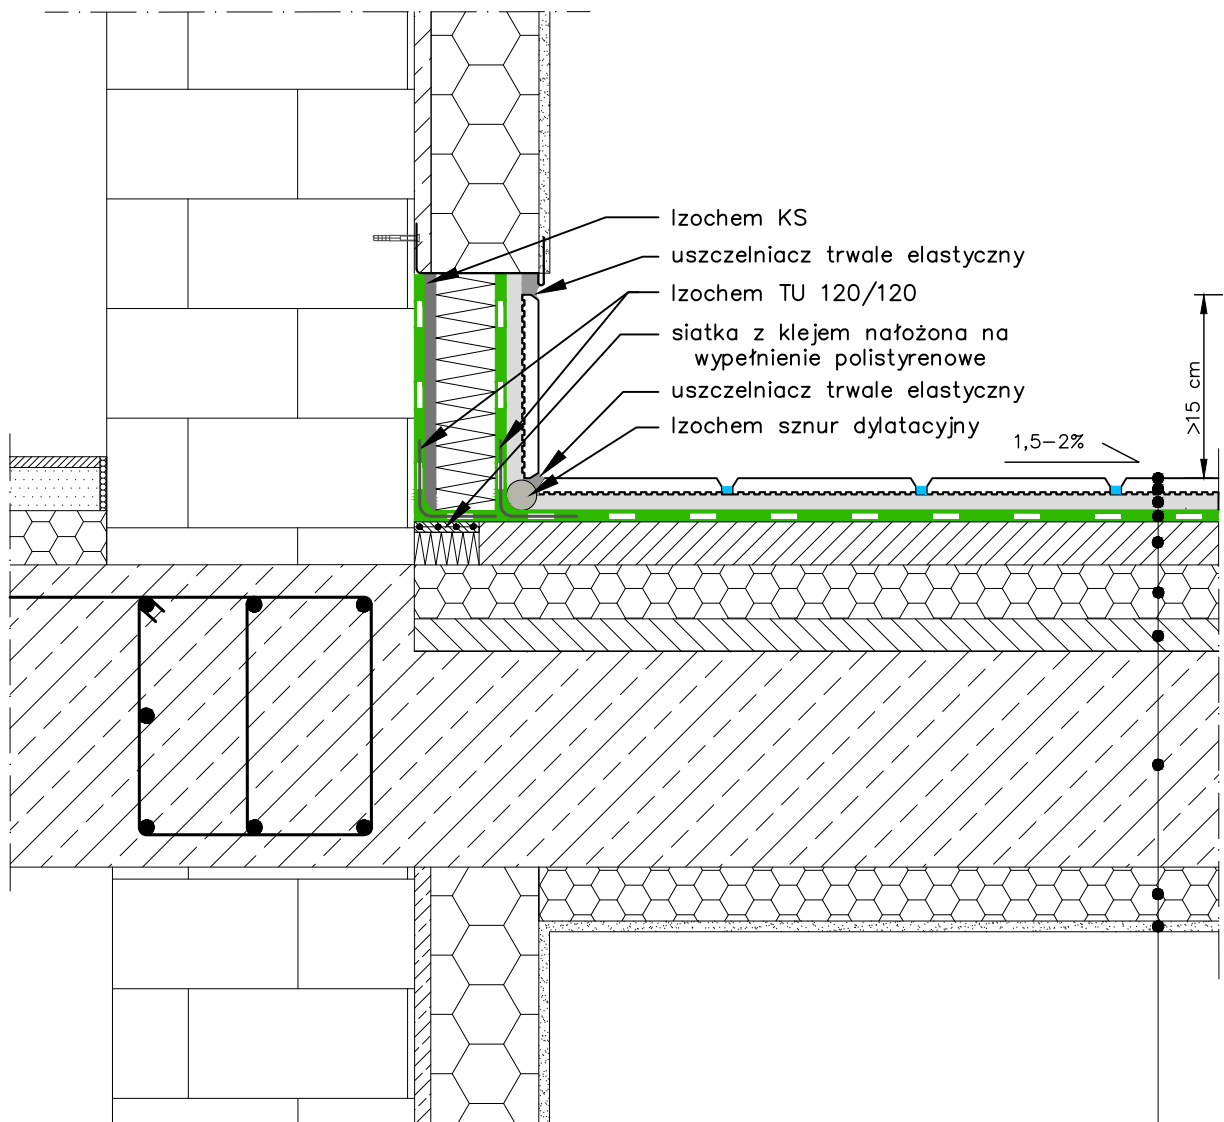 Izochem KS
uszczelniacz trwale elastyczny
Izochem TU 120/120
siatka z klejem nałożona na
wypełnienie polistyrenowe
uszczelniacz trwale elastyczny
Izochem sznur dylatacyjny
1,5-2%
>15 cm